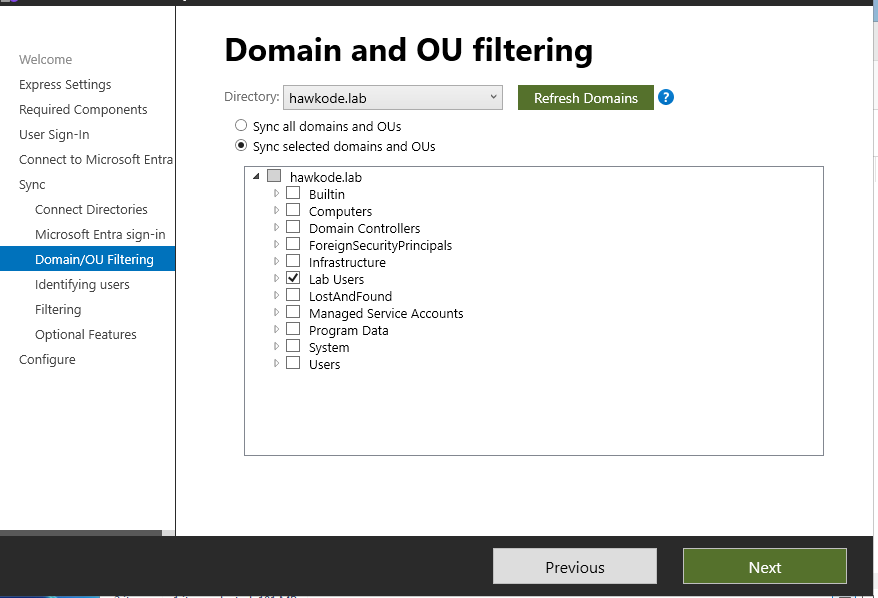 Domain and OU filtering
Welcome
Express Settings
Required Components
User Sign-In
Connect to Microsoft Entra
Sync
Connect Directories
Microsoft Entra sign-in
Domain/OU Filtering
Identifying users
Filtering
Optional Features
Configure
Directory: hawkode.lab Refresh Domains ?
Sync all domains and OUs
Sync selected domains and OUs
hawkode.lab
Builtin
Computers
Domain Controllers
ForeignSecurityPrincipals
Infrastructure
Lab Users
LostAndFound
Managed Service Accounts
Program Data
System
Users
Previous Next